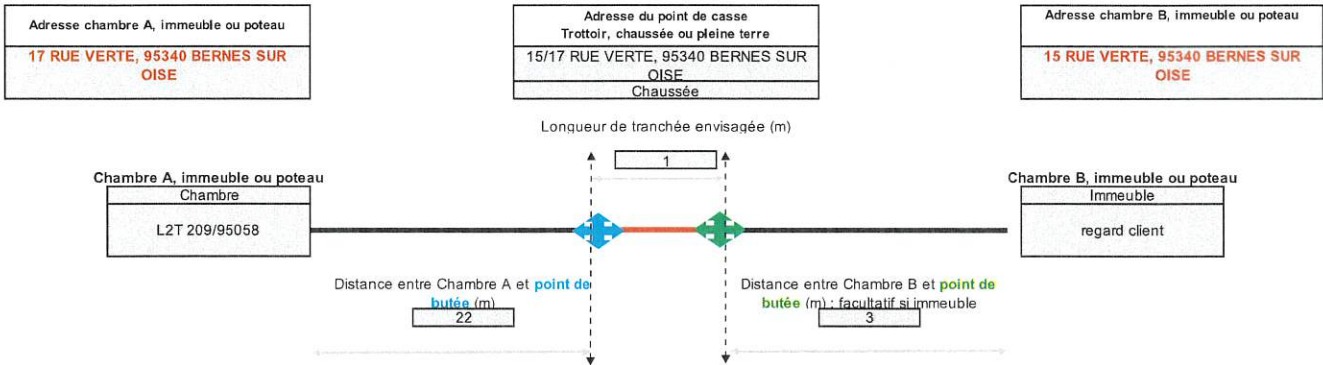 Adresse chambre A, immeuble ou poteau
17 RUE VERTE, 95340 BERNES SUR
OISE
Adresse du point de casse
Trottoir, chaussée ou pleine terre
15/17 RUE VERTE, 95340 BERNES SUR
OISE
Chaussée
Adresse chambre B, immeuble ou poteau
15 RUE VERTE, 95340 BERNES SUR
OISE
Longueur de tranchée envisagée (m)
1
Chambre A, immeuble ou poteau
Chambre
L2T 209/95058
Chambre B, immeuble ou poteau
Immeuble
regard client
Distance entre Chambre A et point de
butée (m)
22
Distance entre Chambre B et point de
butée (m) : facultatif si immeuble
3